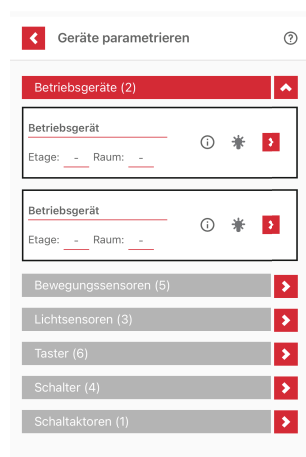 Geräte parametrieren ?
Betriebsgeräte (2)
Betriebsgerät
Etage: - Raum: -
Betriebsgerät
Etage: - Raum: -
Bewegungssensoren (5)
Lichtsensoren (3)
Taster (6)
Schalter (4)
Schaltaktoren (1)